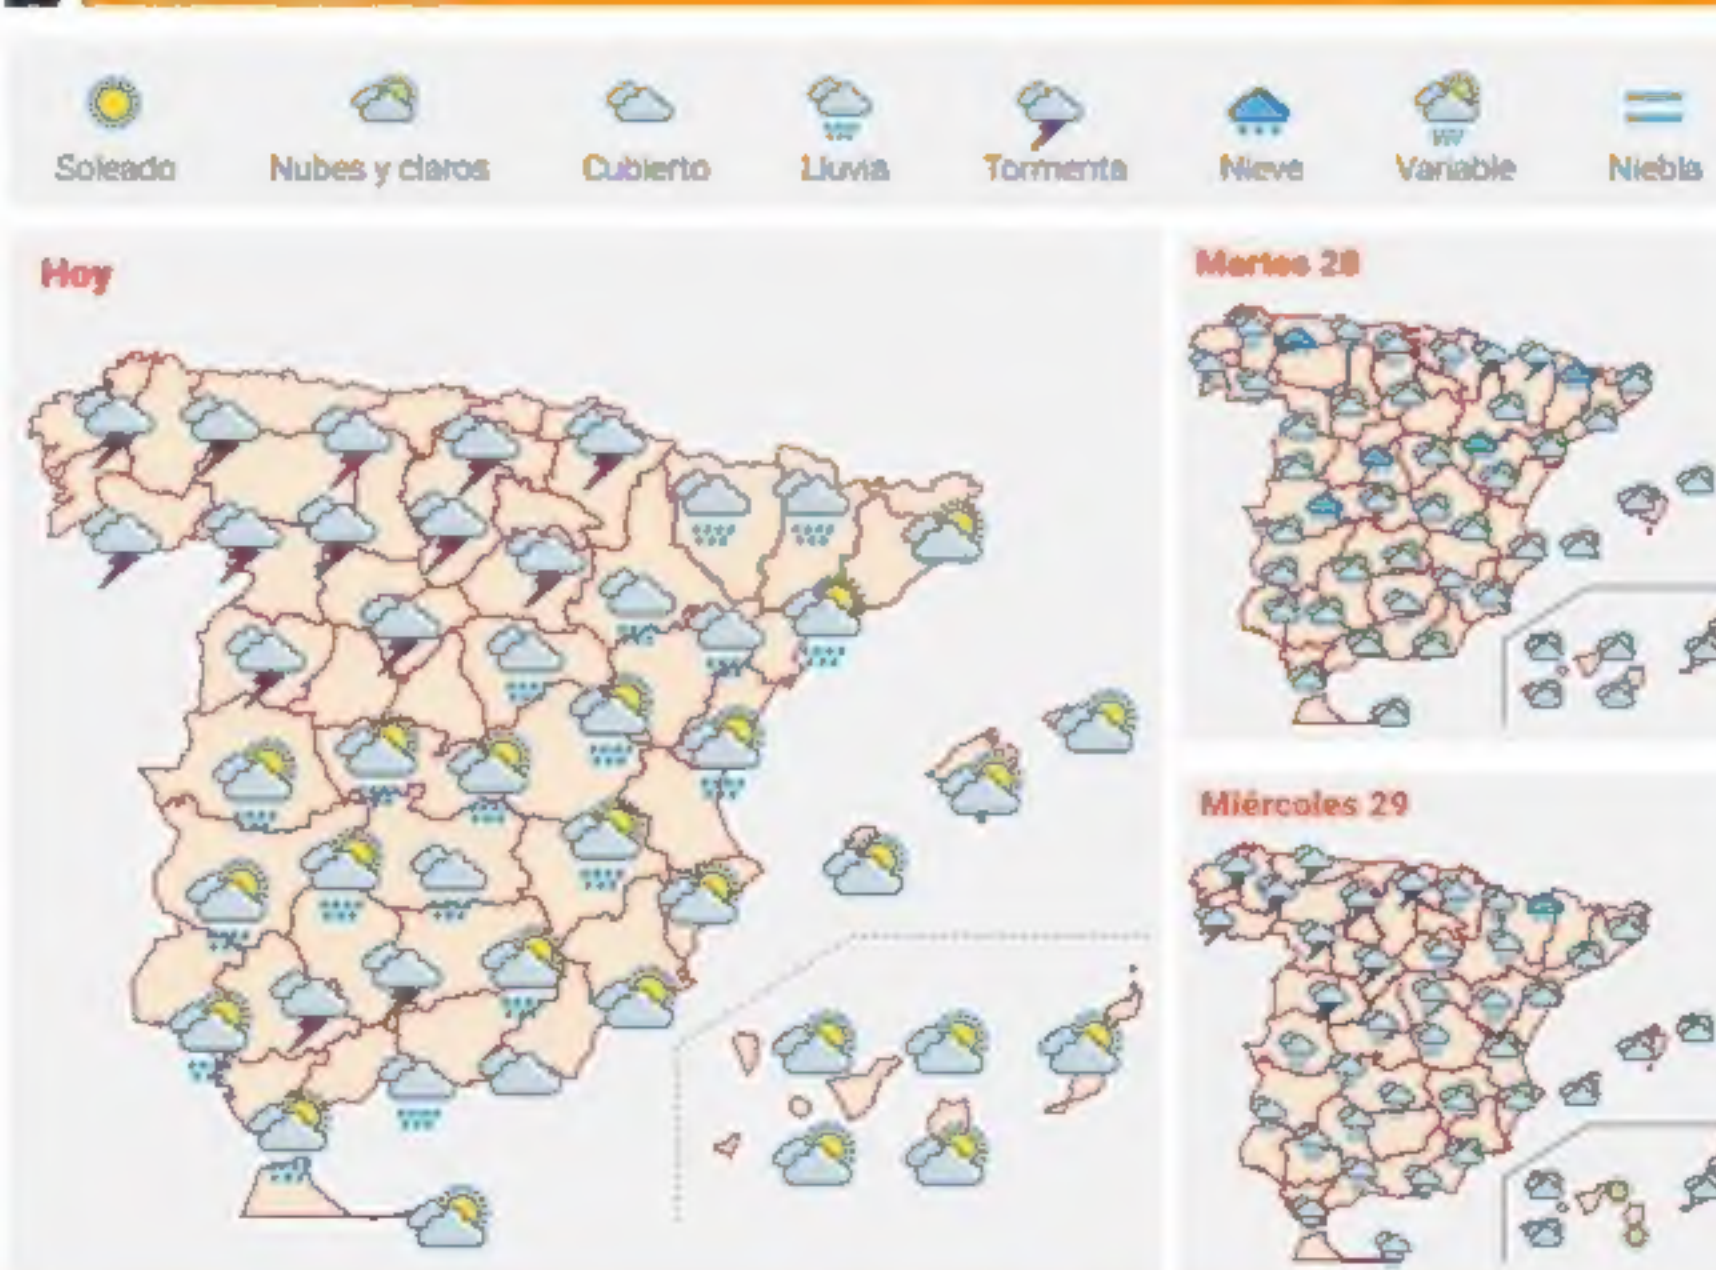 Soleado
Nubes y claros
Cubierto
Lluvia
Tormenta
Nieve
Variable
Niebla
Hoy
Martes 28
Miércoles 29